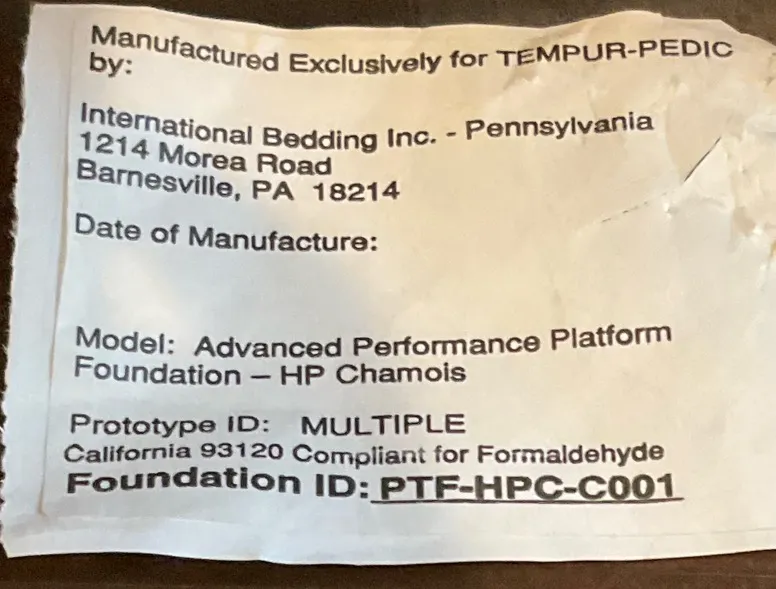 Manufactured Exclusively for TEMPUR-PEDIC
by:
International Bedding Inc. - Pennsylvania
1214 Morea Road
Barnesville, PA 18214
Date of Manufacture:
Model: Advanced Performance Platform
Foundation – HP Chamois
Prototype ID: MULTIPLE
California 93120 Compliant for Formaldehyde
Foundation ID: PTF-HPC-C001